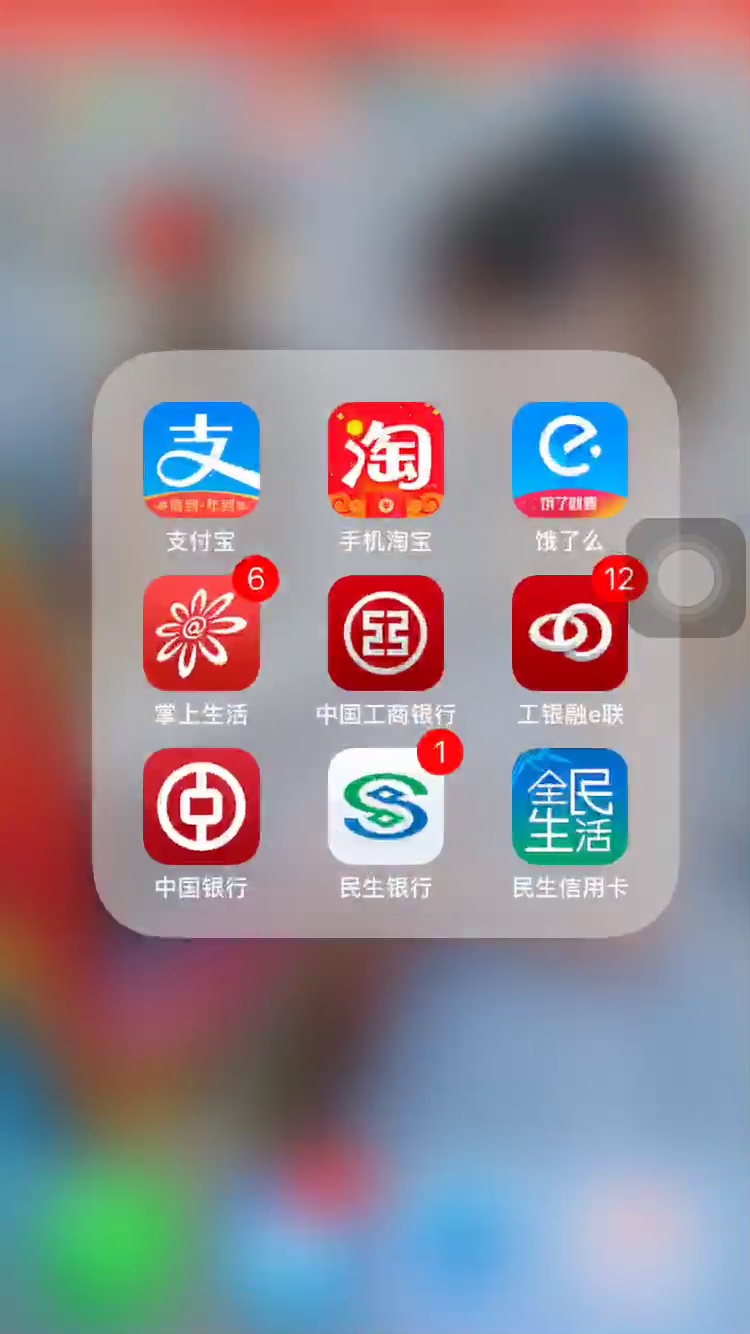 支
淘
饿了就要
支付宝
手机淘宝
饿了么
6
12
@
掌上生活
中国工商银行
工银融e联
1
全民
生活
中国银行
民生银行
民生信用卡